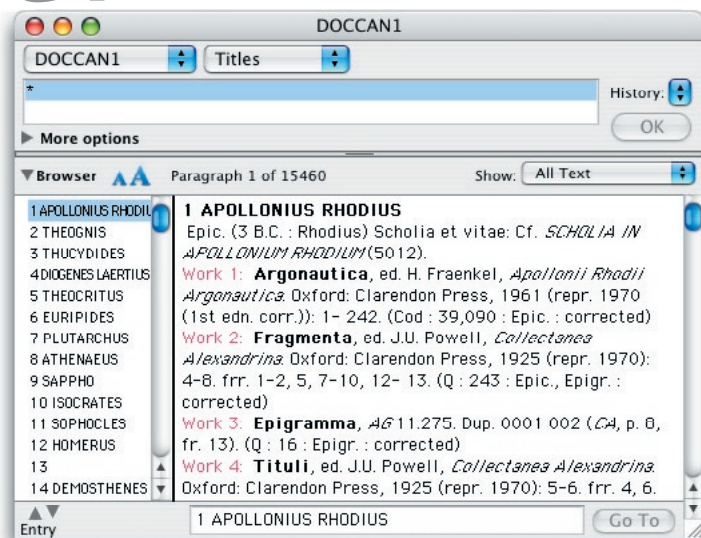 DOCCAN1
DOCCAN1 Titles
*
History:
OK
More options
Browser AA Paragraph 1 of 15460 Show: All Text
1 APOLLONIUS RHODIU
2 THEOGNIS
3 THUCYDIDES
4 DIOGENES LAERTIUS
5 THEOCRITUS
6 EURIPIDES
7 PLUTARCHUS
8 ATHENAEUS
9 SAPPHO
10 ISOCRATES
11 SOPHOCLES
12 HOMERUS
13
14 DEMOSTHENES
1 APOLLONIUS RHODIUS
Epic. (3 B.C. : Rhodius) Scholia et vitae: Cf. SCHOLIA IN
APOLLONIUM RHODIUM (5012).
Work 1: Argonautica, ed. H. Fraenkel, Apollonii Rhodii
Argonautica. Oxford: Clarendon Press, 1961 (repr. 1970
(1st edn. corr.)): 1- 242. (Cod : 39,090 : Epic. : corrected)
Work 2: Fragmenta, ed. J.U. Powell, Collectanea
Alexandrina. Oxford: Clarendon Press, 1925 (repr. 1970):
4-8. frr. 1-2, 5, 7-10, 12- 13. (Q : 243 : Epic., Epigr. :
corrected)
Work 3: Epigramma, AG 11.275. Dup. 0001 002 (CA, p. 8,
fr. 13). (Q : 16 : Epigr. : corrected)
Work 4: Tituli, ed. J.U. Powell, Collectanea Alexandrina.
Oxford: Clarendon Press, 1925 (repr. 1970): 5-6. frr. 4, 6.
Entry
1 APOLLONIUS RHODIUS
Go To